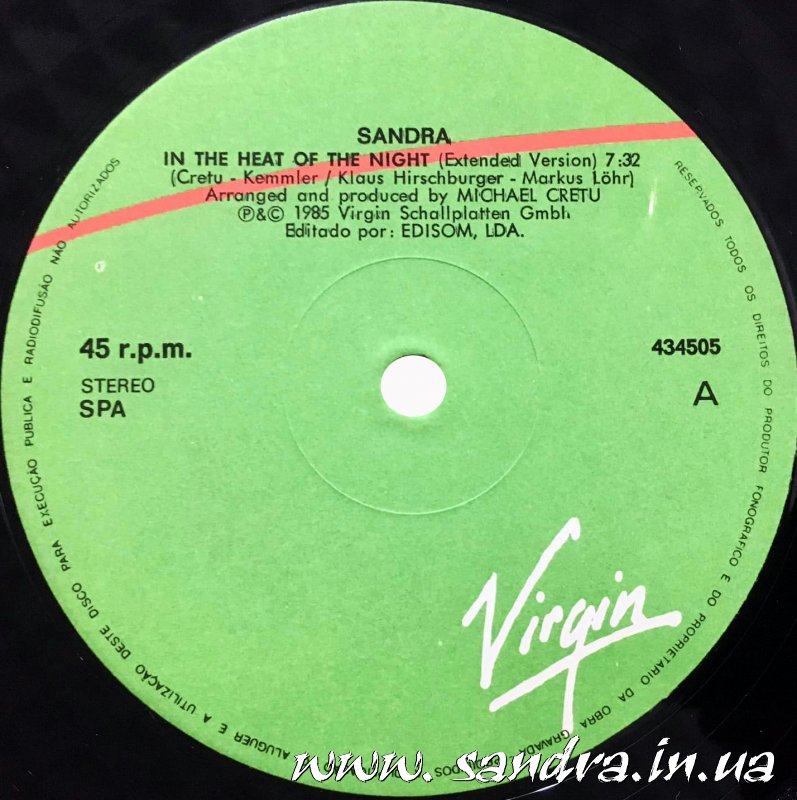 SANDRA
IN THE HEAT OF THE NIGHT (Extended Version) 7:32
(Cretu - Kemmler / Klaus Hirschburger - Markus Löhr)
Arranged and produced by MICHAEL CRETU
℗&© 1985 Virgin Schallplatten Gmbh
Editado por: EDISOM, LDA.
45 r.p.m.
STEREO
SPA
434505
A
Virgin
RESERVADOS TODOS OS DIREITOS DO PRODUTOR FONOGRAFICO E DO PROPRIETARIO DA OBRA GRAVADA
ALUGUER E A UTILIZAÇÃO DESTE DISCO PARA EXECUÇÃO PUBLICA E RADIODIFUSÃO NÃO AUTORIZADOS
www.sandra.in.ua